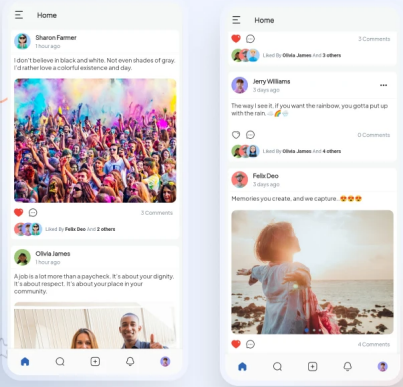 Home
Sharon Farmer
1 hour ago
I don't believe in black and white. Not even shades of gray.
I'd rather love a colorful existence and day.
3 Comments
Liked By Felix Deo And 2 others
Olivia James
1 hour ago
A job is a lot more than a paycheck. It's about your dignity.
It's about respect. It's about your place in your
community.
Home
3 Comments
Liked By Olivia James And 3 others
Jerry Williams
3 days ago
The way I see it, if you want the rainbow, you gotta put up
with the rain.
0 Comments
Liked By Olivia James And 4 others
Felix Deo
3 days ago
Memories you create, and we capture..😍😍😍
4 Comments